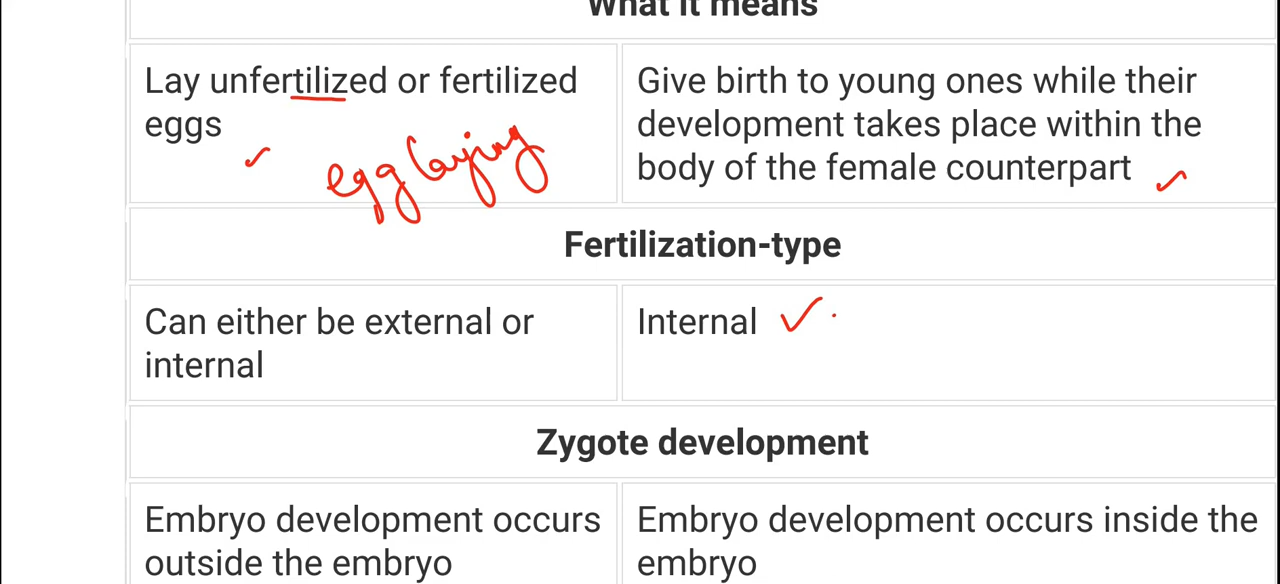 What it means
Lay unfertilized or fertilized
eggs
egg laying
Give birth to young ones while their
development takes place within the
body of the female counterpart
Fertilization-type
Can either be external or
internal
Internal
Zygote development
Embryo development occurs
outside the embryo
Embryo development occurs inside the
embryo